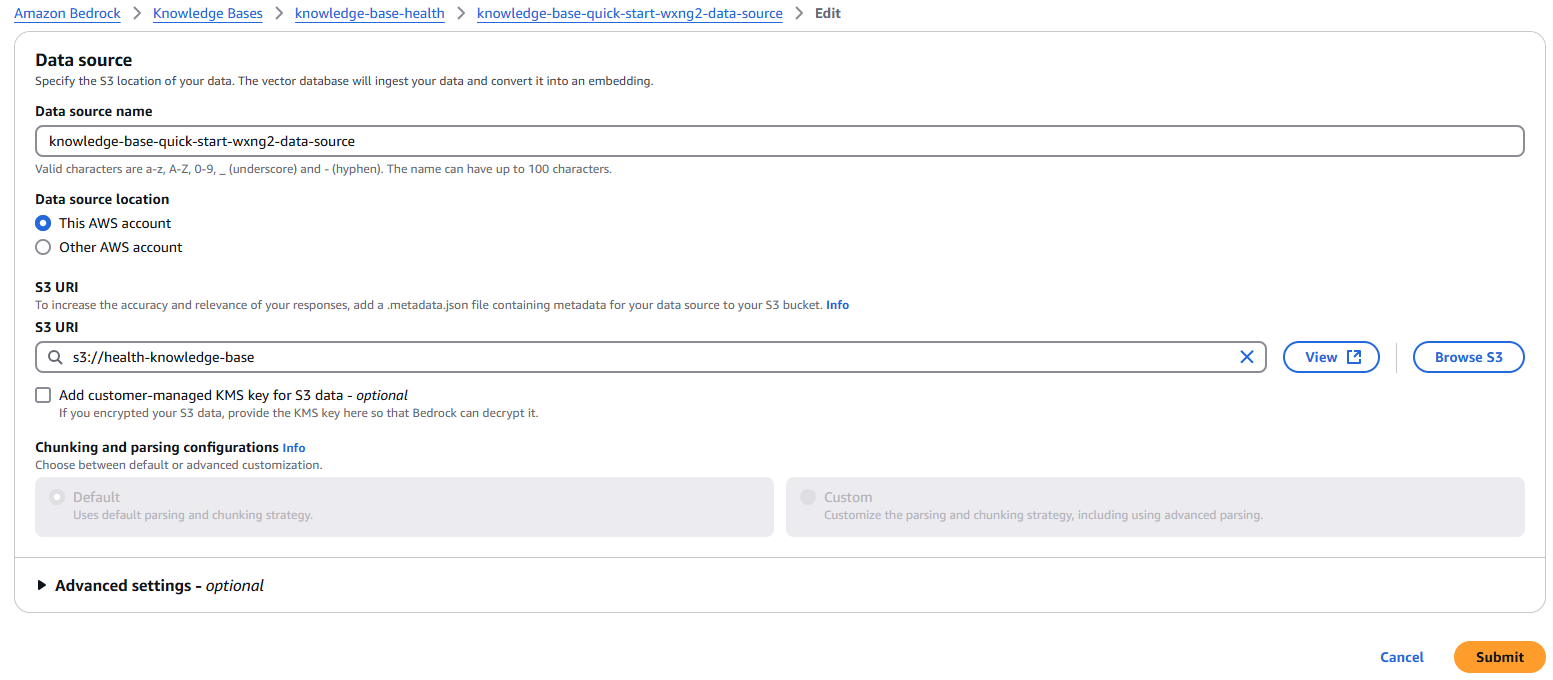 Amazon Bedrock > Knowledge Bases > knowledge-base-health > knowledge-base-quick-start-wxng2-data-source > Edit
Data source
Specify the S3 location of your data. The vector database will ingest your data and convert it into an embedding.
Data source name
knowledge-base-quick-start-wxng2-data-source
Valid characters are a-z, A-Z, 0-9, _ (underscore) and - (hyphen). The name can have up to 100 characters.
Data source location
This AWS account
Other AWS account
S3 URI
To increase the accuracy and relevance of your responses, add a .metadata.json file containing metadata for your data source to your S3 bucket. Info
S3 URI
s3://health-knowledge-base View Browse S3
Add customer-managed KMS key for S3 data - optional
If you encrypted your S3 data, provide the KMS key here so that Bedrock can decrypt it.
Chunking and parsing configurations Info
Choose between default or advanced customization.
Default
Uses default parsing and chunking strategy.
Custom
Customize the parsing and chunking strategy, including using advanced parsing.
Advanced settings - optional
Cancel Submit